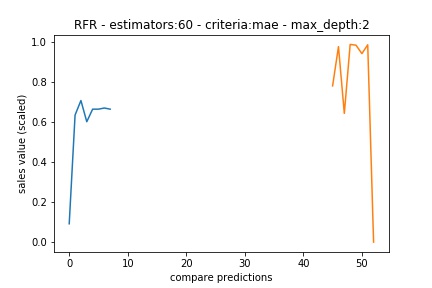 RFR - estimators:60 - criteria:mae - max_depth:2
1.0
0.8
0.6
0.4
0.2
0.0
sales value (scaled)
0 10 20 30 40 50
compare predictions